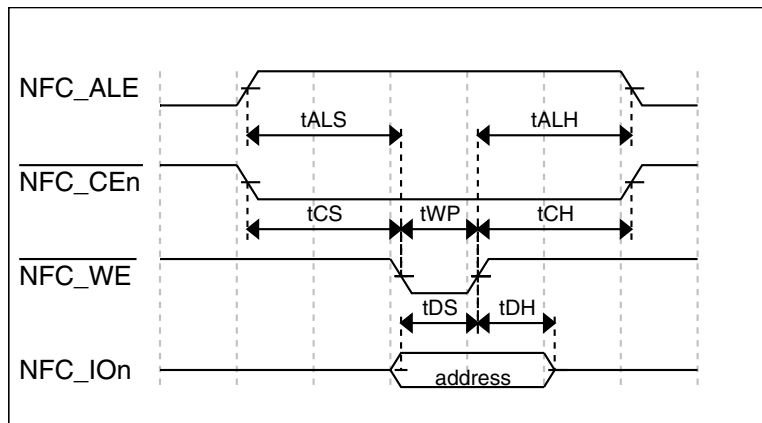 NFC_ALE
tALS tALH
NFC_CEn
tCS tWP tCH
NFC_WE
tDS tDH
NFC_IOn
address